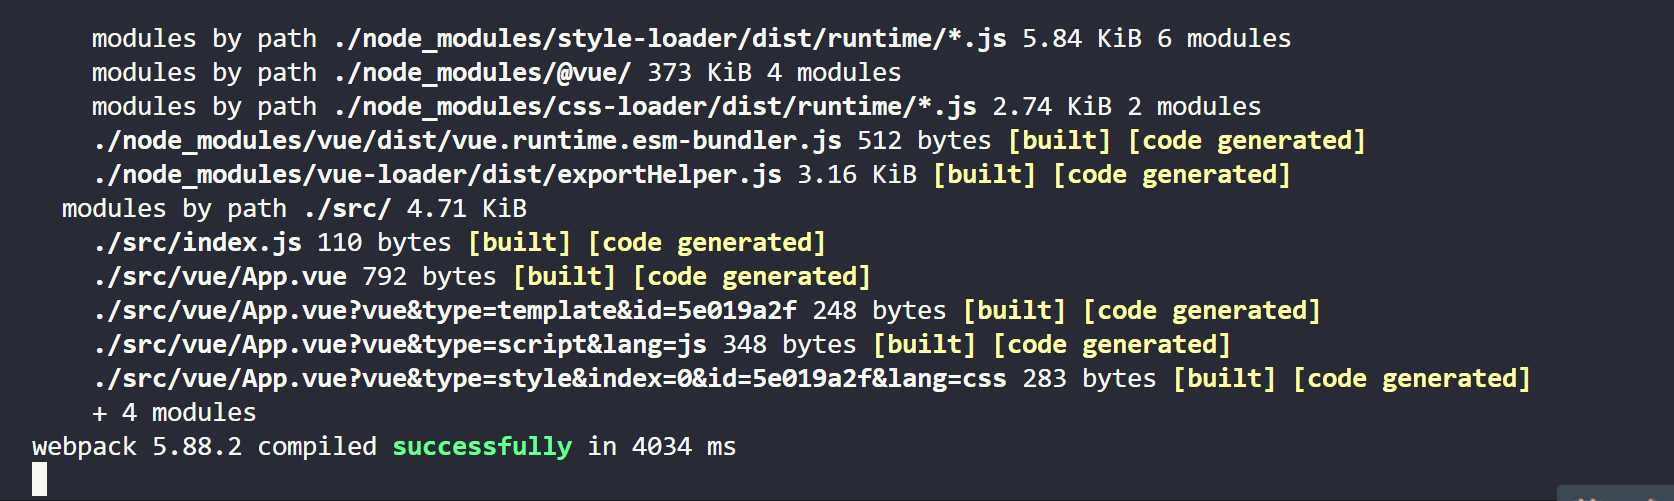 modules by path ./node_modules/style-loader/dist/runtime/*.js 5.84 KiB 6 modules
modules by path ./node_modules/@vue/ 373 KiB 4 modules
modules by path ./node_modules/css-loader/dist/runtime/*.js 2.74 KiB 2 modules
./node_modules/vue/dist/vue.runtime.esm-bundler.js 512 bytes [built] [code generated]
./node_modules/vue-loader/dist/exportHelper.js 3.16 KiB [built] [code generated]
modules by path ./src/ 4.71 KiB
./src/index.js 110 bytes [built] [code generated]
./src/vue/App.vue 792 bytes [built] [code generated]
./src/vue/App.vue?vue&type=template&id=5e019a2f 248 bytes [built] [code generated]
./src/vue/App.vue?vue&type=script&lang=js 348 bytes [built] [code generated]
./src/vue/App.vue?vue&type=style&index=0&id=5e019a2f&lang=css 283 bytes [built] [code generated]
+ 4 modules
webpack 5.88.2 compiled successfully in 4034 ms